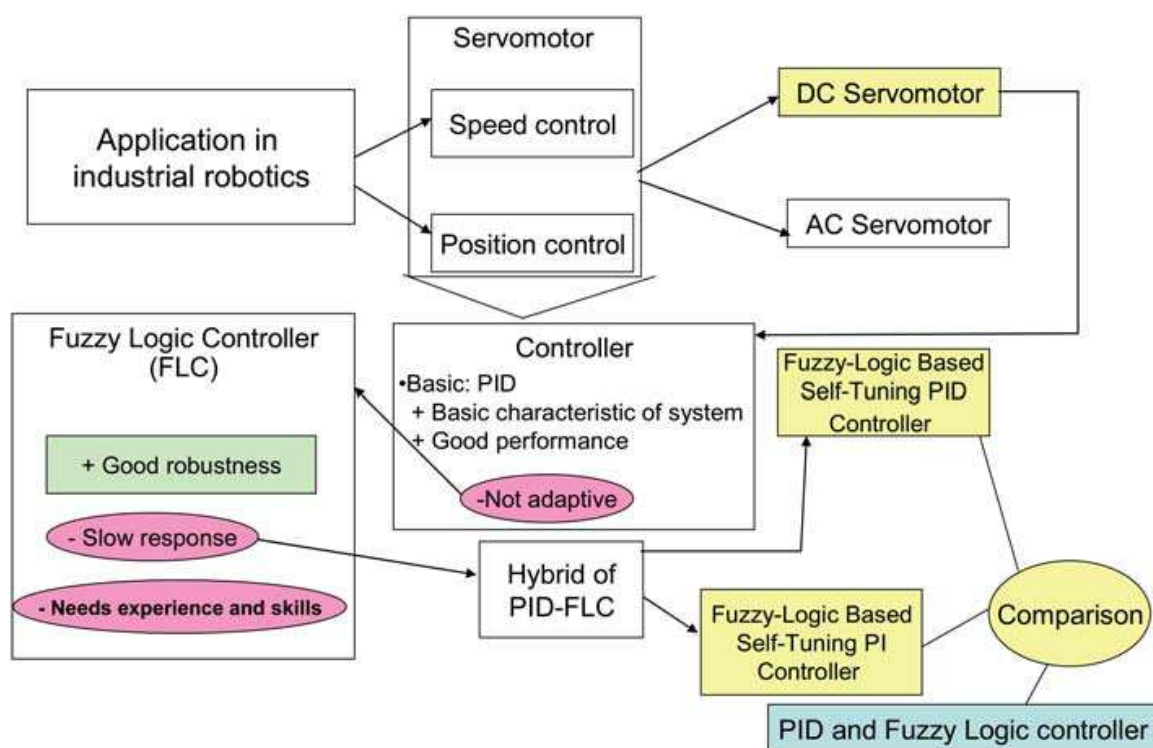 Servomotor
Speed control
Position control
Application in
industrial robotics
DC Servomotor
AC Servomotor
Fuzzy Logic Controller
(FLC)
+ Good robustness
- Slow response
- Needs experience and skills
Controller
•Basic: PID
+ Basic characteristic of system
+ Good performance
-Not adaptive
Hybrid of
PID-FLC
Fuzzy-Logic Based
Self-Tuning PID
Controller
Fuzzy-Logic Based
Self-Tuning PI
Controller
Comparison
PID and Fuzzy Logic controller